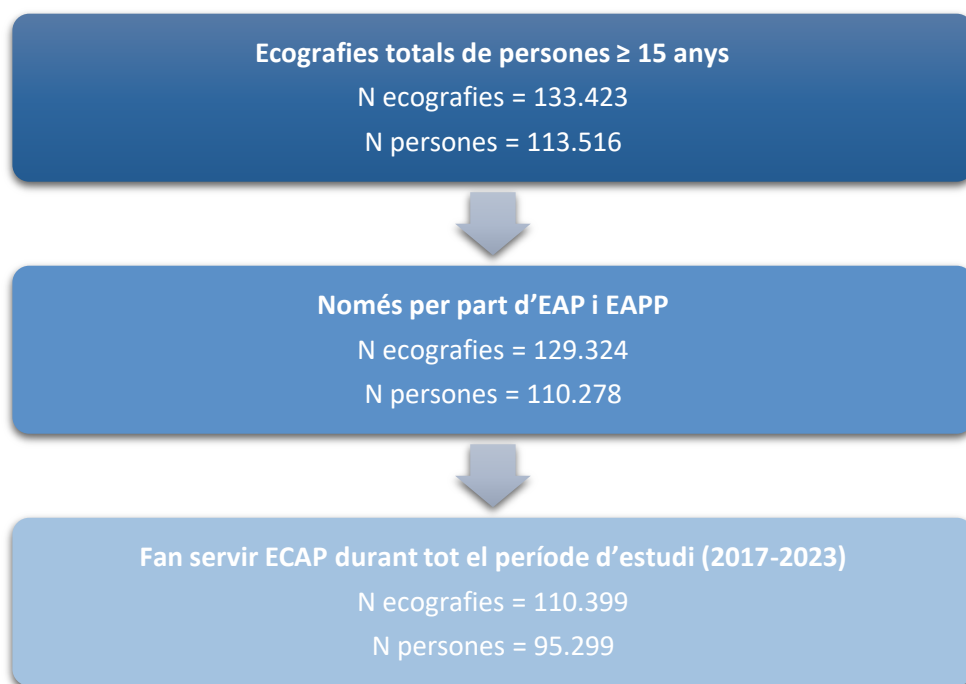 Ecografies totals de persones ≥ 15 anys
N ecografies = 133.423
N persones = 113.516
Només per part d’EAP i EAPP
N ecografies = 129.324
N persones = 110.278
Fan servir ECAP durant tot el període d’estudi (2017-2023)
N ecografies = 110.399
N persones = 95.299